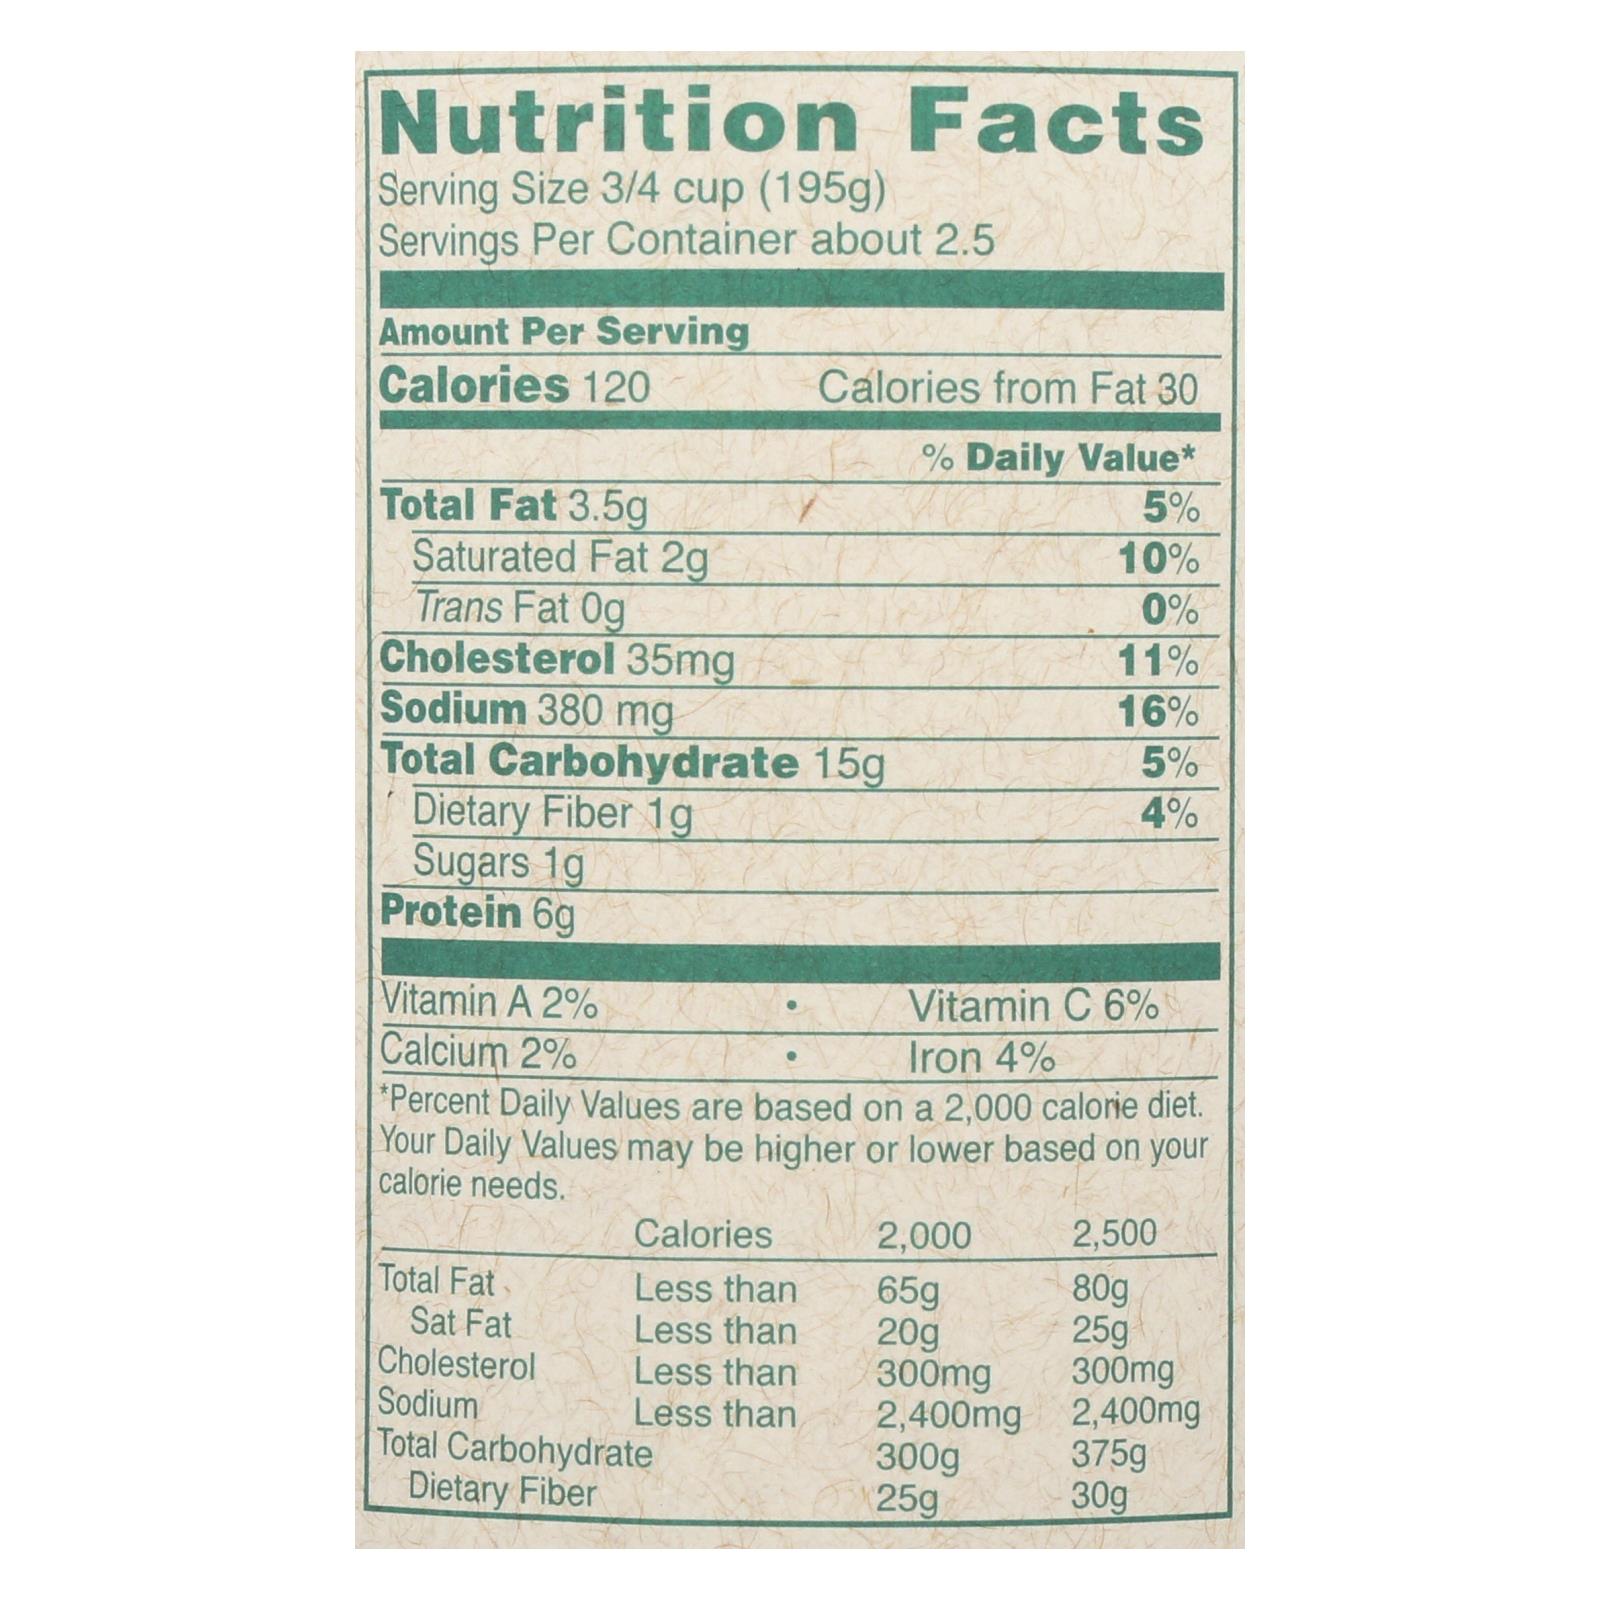 Nutrition Facts
Serving Size 3/4 cup (195g)
Servings Per Container about 2.5
Amount Per Serving
Calories 120 Calories from Fat 30
% Daily Value*
Total Fat 3.5g 5%
Saturated Fat 2g 10%
Trans Fat 0g 0%
Cholesterol 35mg 11%
Sodium 380 mg 16%
Total Carbohydrate 15g 5%
Dietary Fiber 1g 4%
Sugars 1g
Protein 6g
Vitamin A 2% • Vitamin C 6%
Calcium 2% • Iron 4%
*Percent Daily Values are based on a 2,000 calorie diet.
Your Daily Values may be higher or lower based on your
calorie needs.
Calories 2,000 2,500
Total Fat Less than 65g 80g
Sat Fat Less than 20g 25g
Cholesterol Less than 300mg 300mg
Sodium Less than 2,400mg 2,400mg
Total Carbohydrate 300g 375g
Dietary Fiber 25g 30g